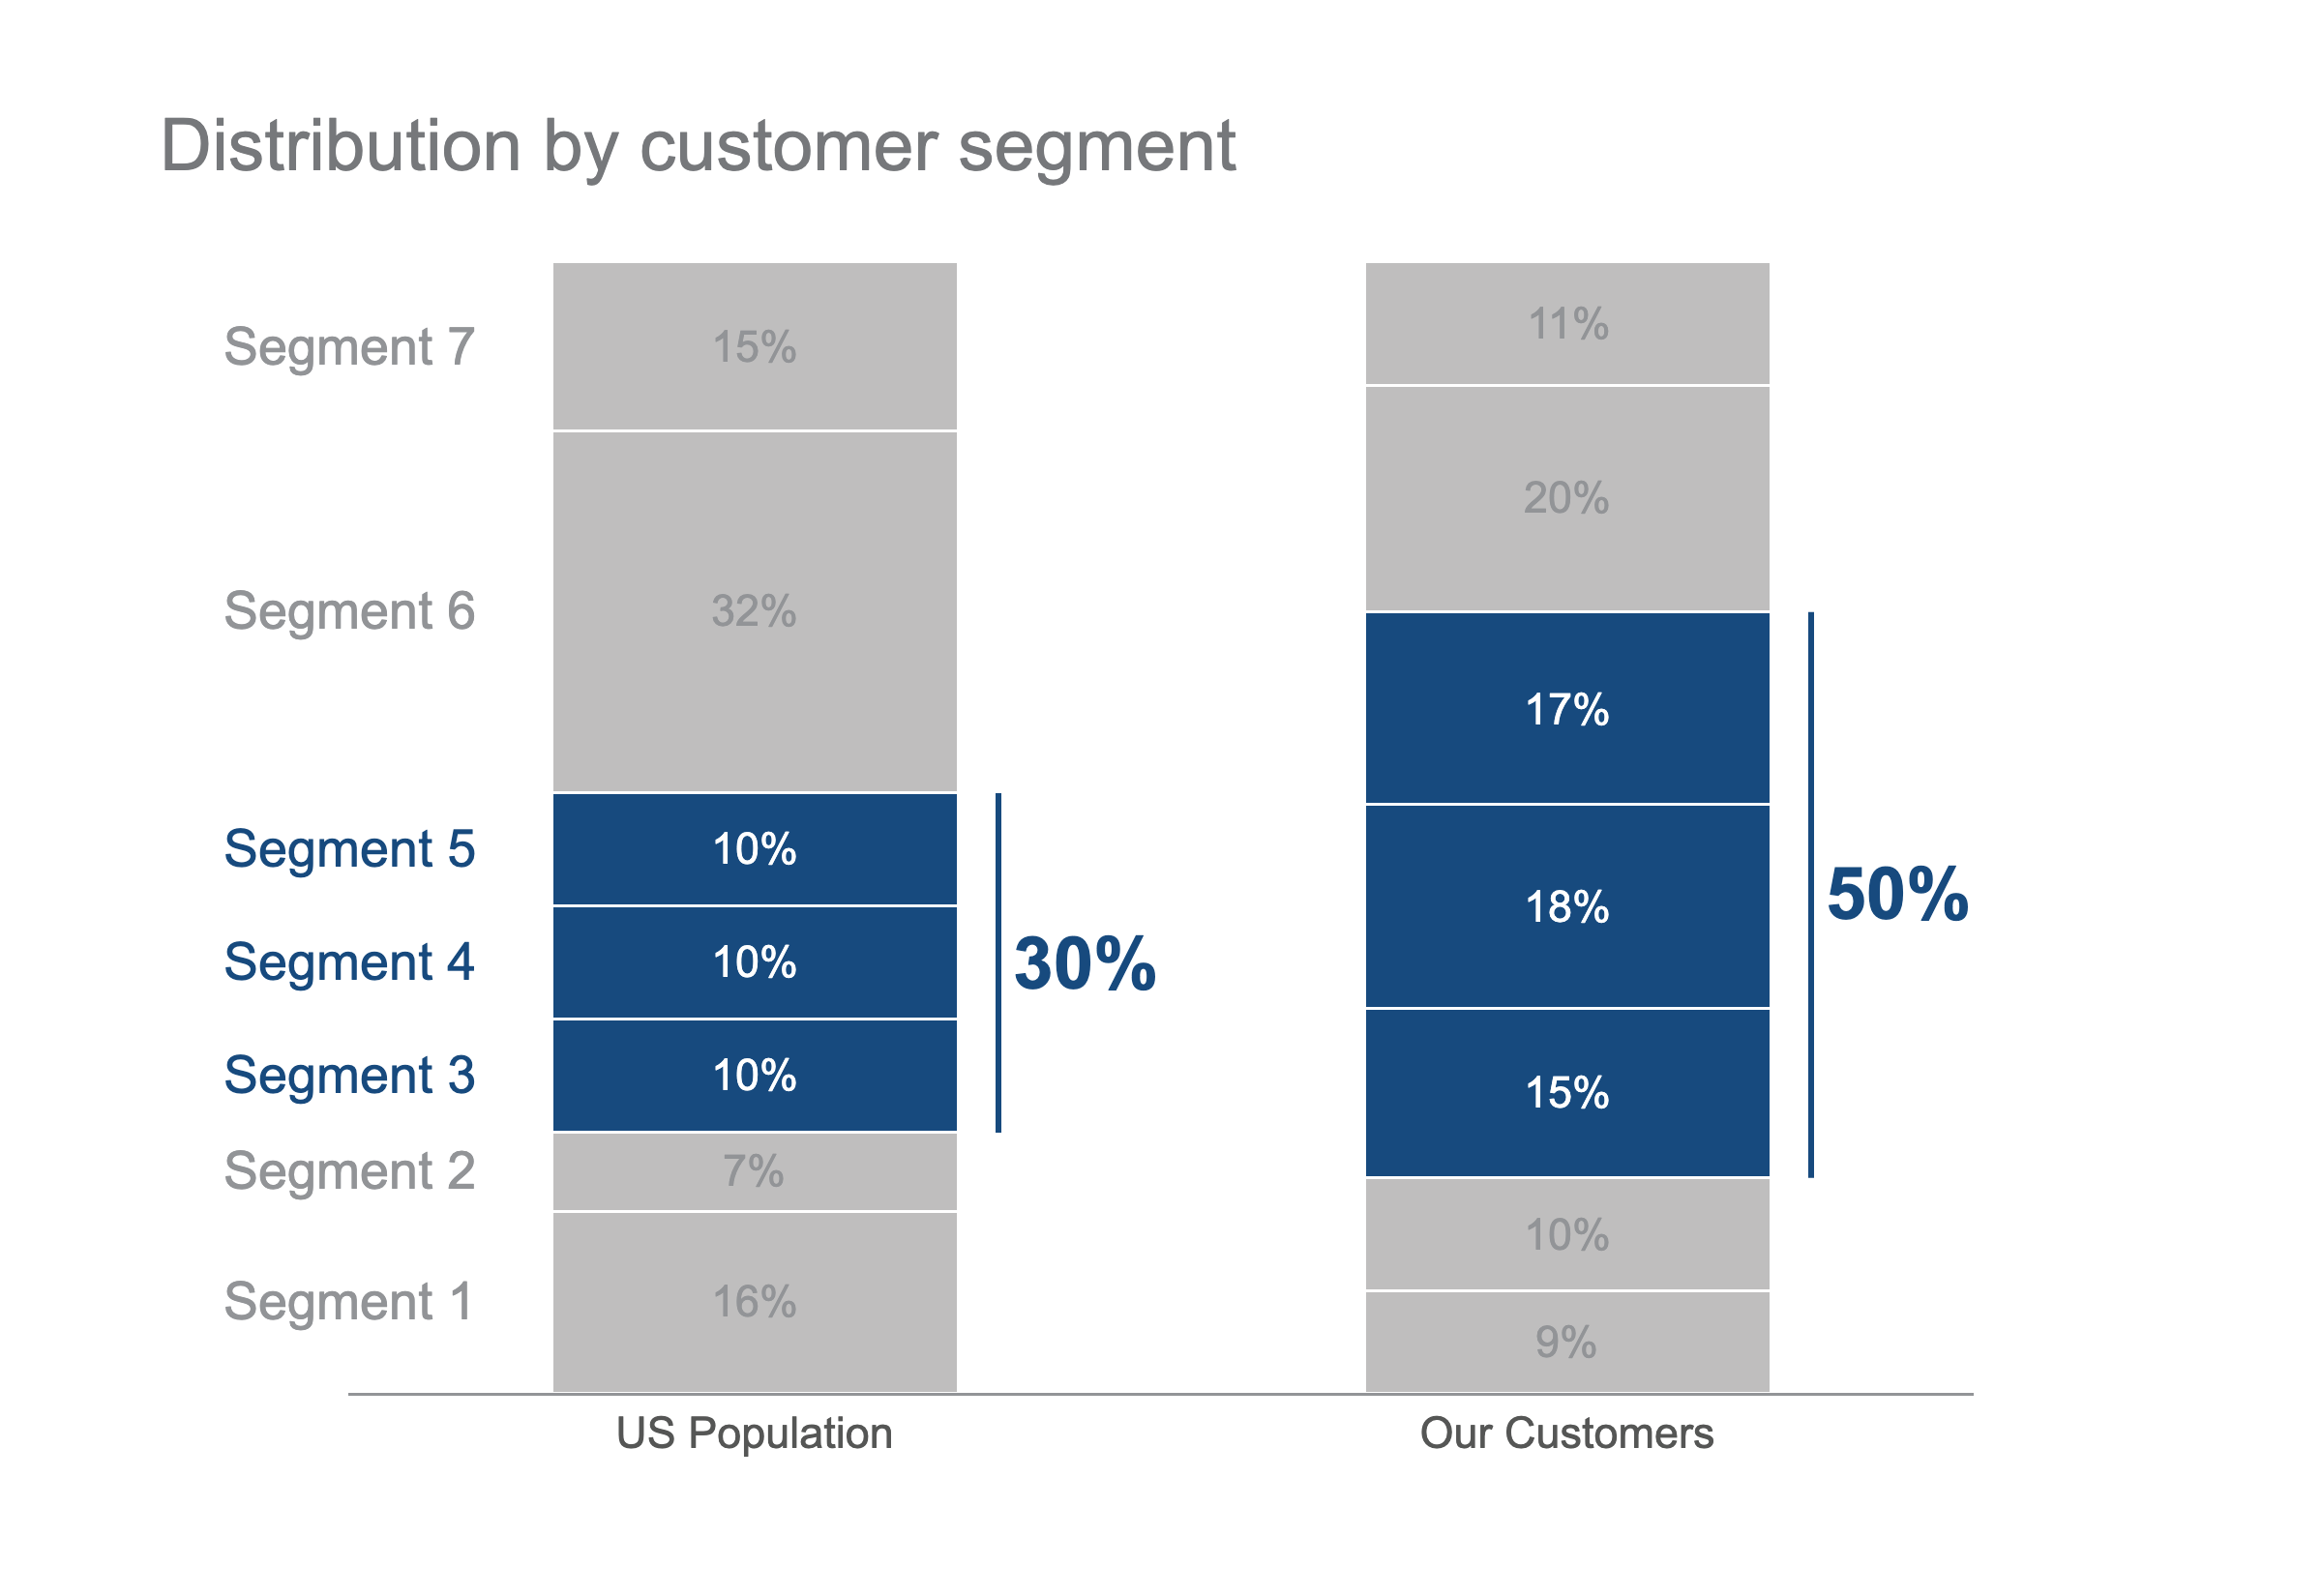 Distribution by customer segment
Segment 7 15% 11%
Segment 6 32% 20%
Segment 5 10% 17%
Segment 4 10% 18%
Segment 3 10% 15%
30% 50%
Segment 2 7% 10%
Segment 1 16% 9%
US Population Our Customers